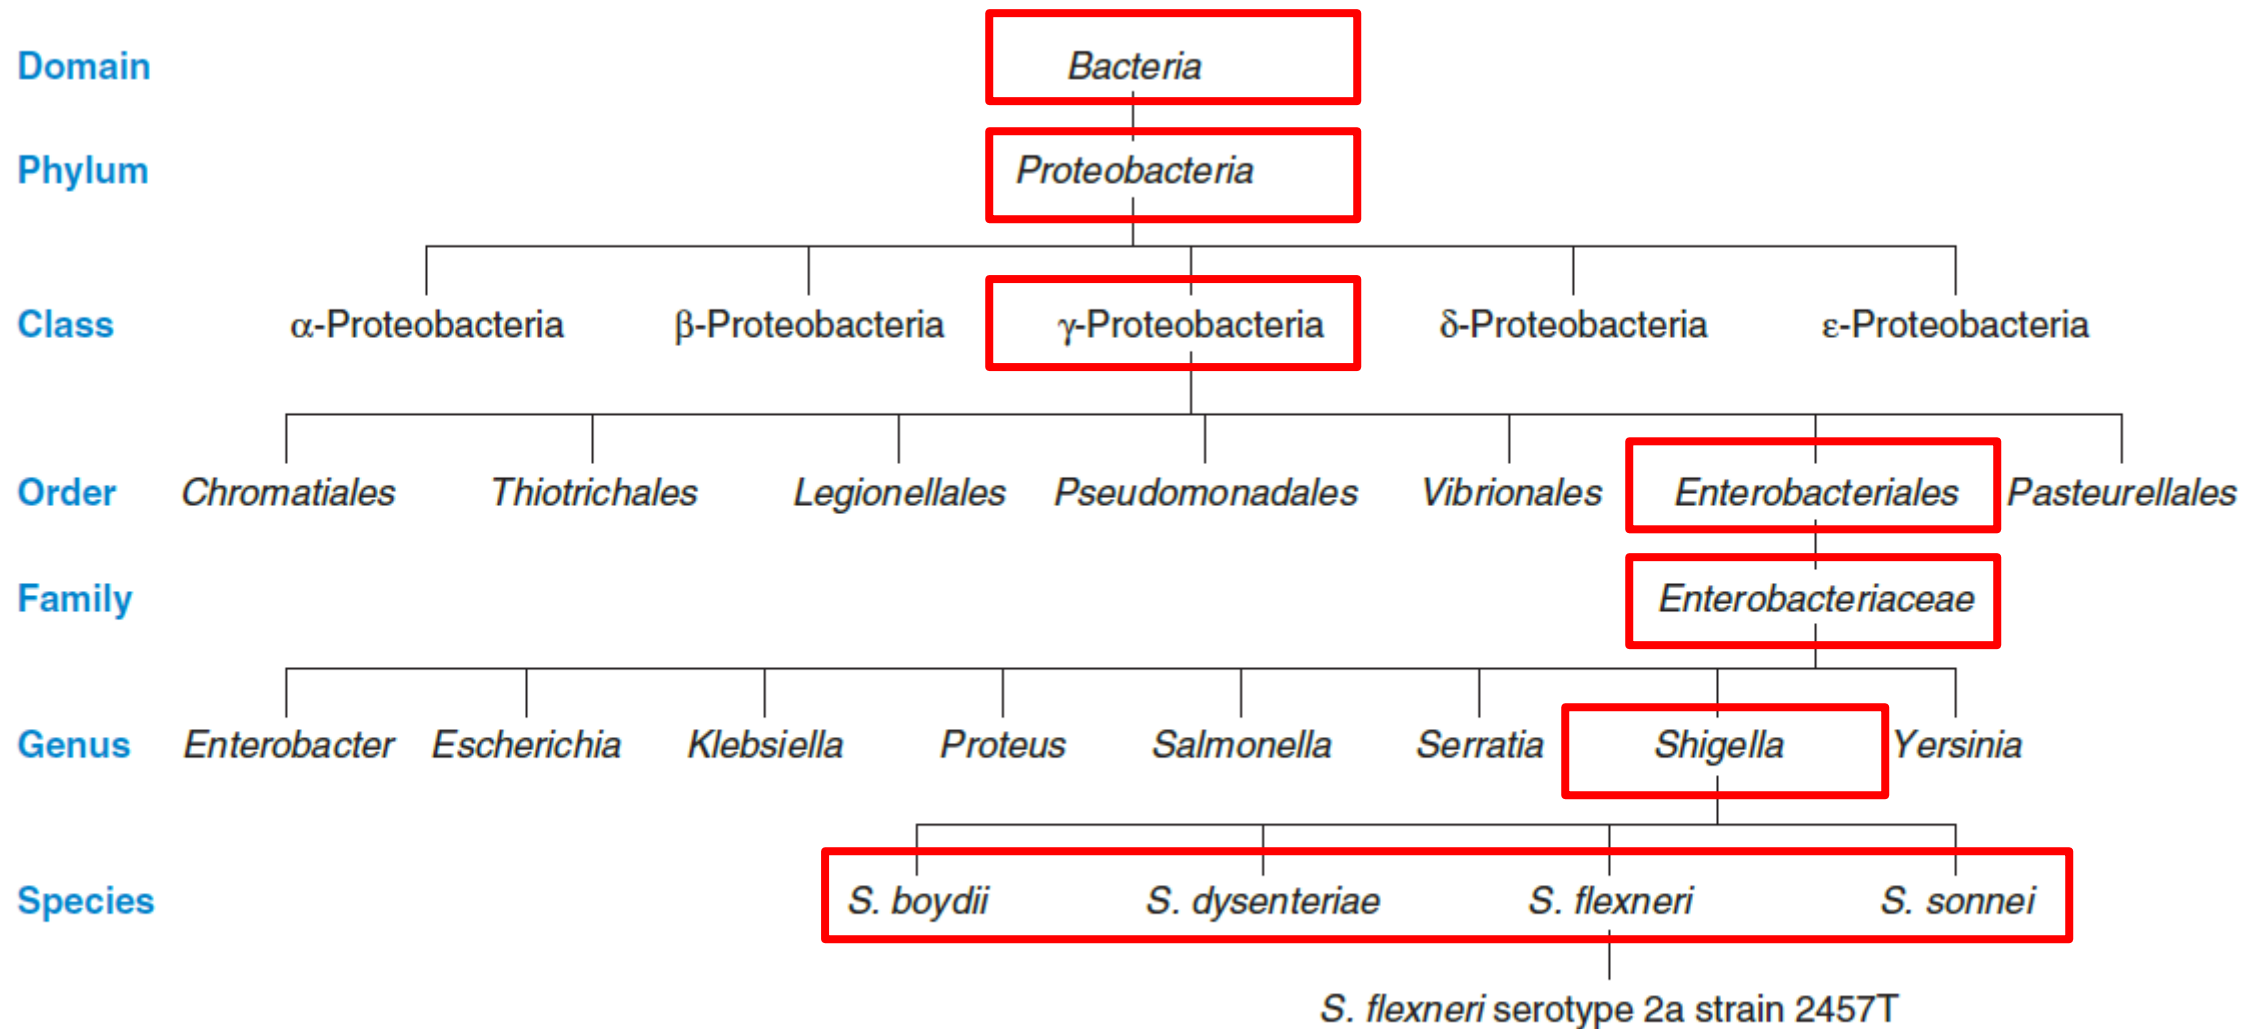 Domain Bacteria
Phylum Proteobacteria
Class α-Proteobacteria β-Proteobacteria γ-Proteobacteria δ-Proteobacteria ε-Proteobacteria
Order Chromatiales Thiotrichales Legionellales Pseudomonadales Vibrionales Enterobacteriales Pasteurellales
Family Enterobacteriaceae
Genus Enterobacter Escherichia Klebsiella Proteus Salmonella Serratia Shigella Yersinia
Species S. boydii S. dysenteriae S. flexneri S. sonnei
S. flexneri serotype 2a strain 2457T